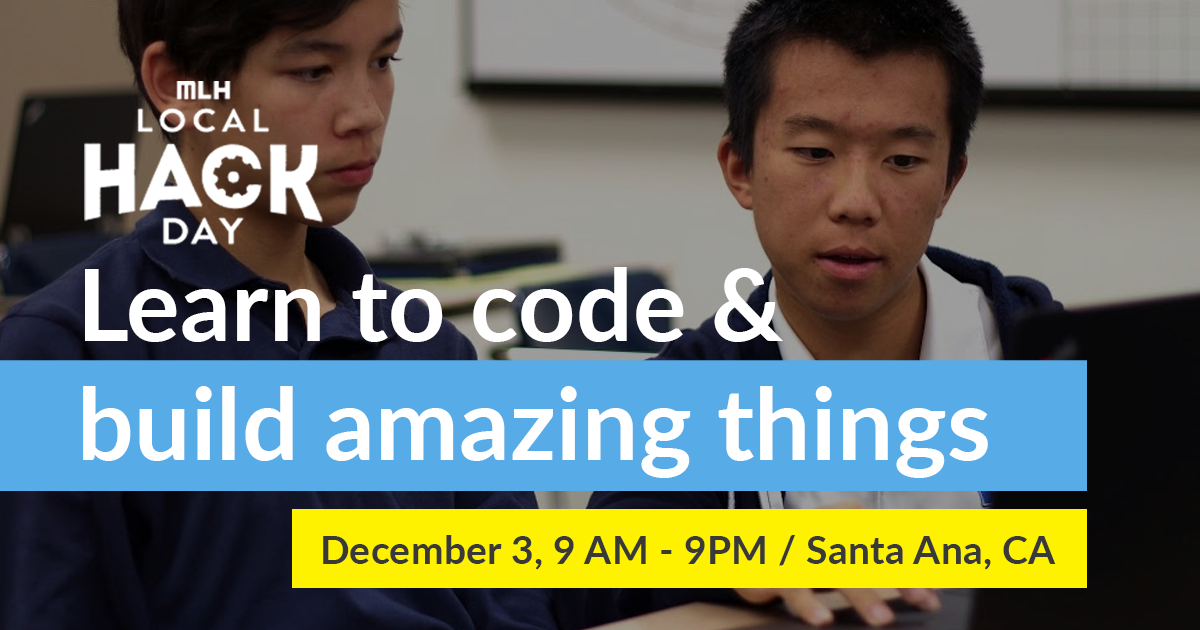 MLH
LOCAL
HACK
DAY
Learn to code &
build amazing things
December 3, 9 AM - 9PM / Santa Ana, CA